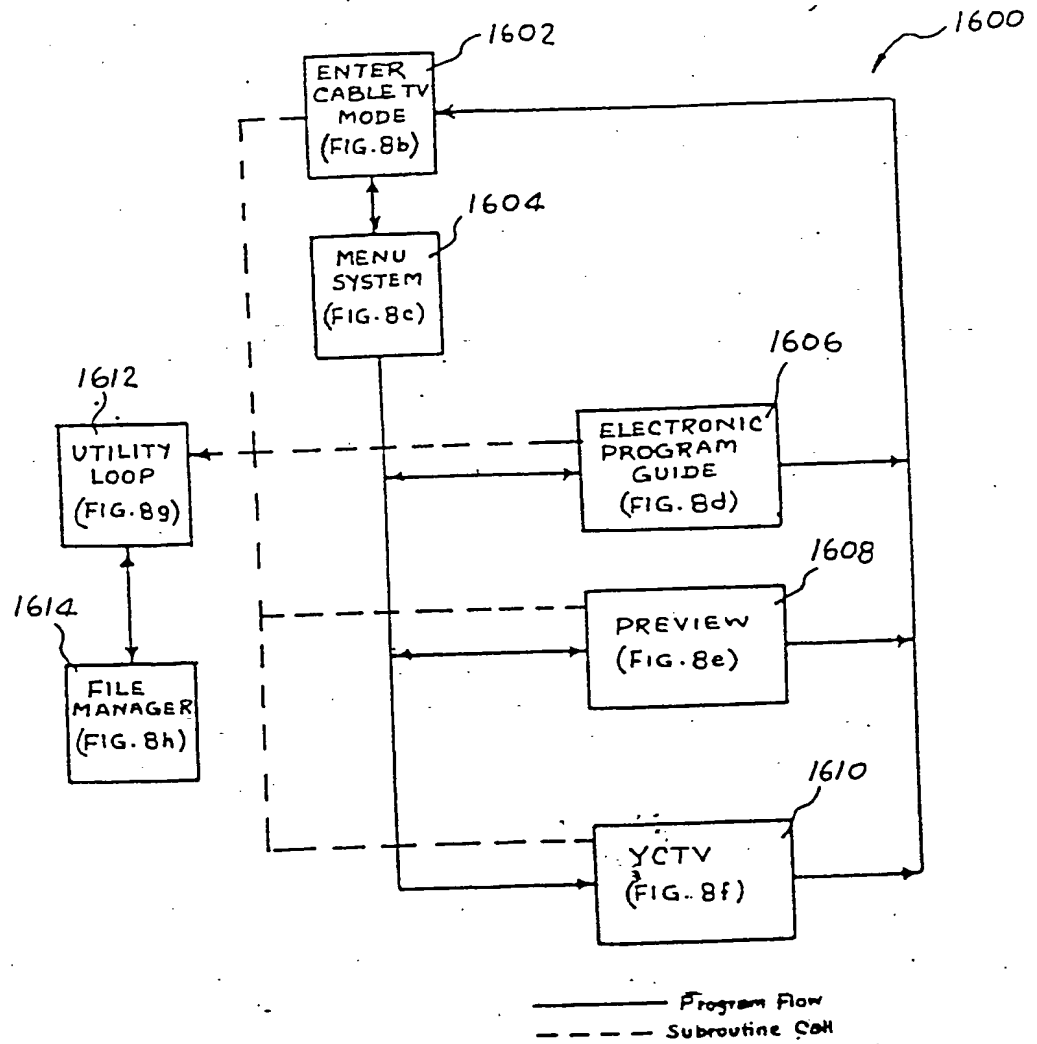 1600
1602
ENTER
CABLE TV
MODE
(FIG.8b)
1604
MENU
SYSTEM
(FIG.8c)
1606
ELECTRONIC
PROGRAM
GUIDE
(FIG. 8d)
1612
UTILITY
LOOP
(FIG.8g)
1608
PREVIEW
(FIG. 8e)
1614
FILE
MANAGER
(FIG.8h)
1610
YCTV
(FIG. 8f)
Program Flow
Subroutine Call